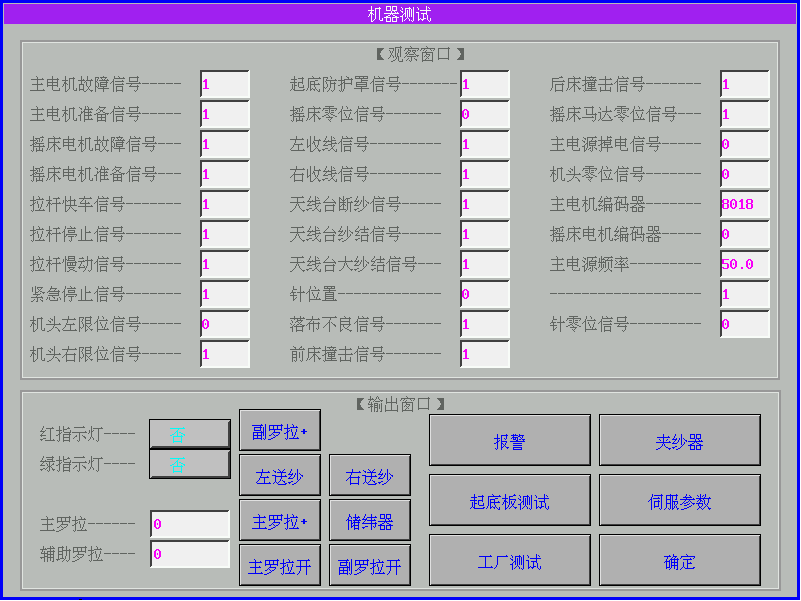 机器测试
【观察窗口】
主电机故障信号----- 1 起底防护罩信号------- 1 后床撞击信号------- 1
主电机准备信号----- 1 摇床零位信号--------- 0 摇床马达零位信号--- 1
摇床电机故障信号--- 1 左收线信号--------- 1 主电源掉电信号----- 0
摇床电机准备信号--- 1 右收线信号--------- 1 机头零位信号------- 0
拉杆快车信号------- 1 天线台断纱信号----- 1 主电机编码器------- 8018
拉杆停止信号------- 1 天线台纱结信号----- 1 摇床电机编码器----- 0
拉杆慢动信号------- 1 天线台大纱结信号--- 1 主电源频率--------- 50.0
紧急停止信号------- 1 针位置------------- 0 ------------------- 1
机头左限位信号----- 0 落布不良信号------- 1 针零位信号--------- 0
机头右限位信号----- 1 前床撞击信号------- 1
【输出窗口】
红指示灯---- 否 副罗拉+ 报警 夹纱器
绿指示灯---- 否 左送纱 右送纱
起底板测试 伺服参数
主罗拉------ 0 主罗拉+ 储纬器
辅助罗拉---- 0 主罗拉开 副罗拉开 工厂测试 确定